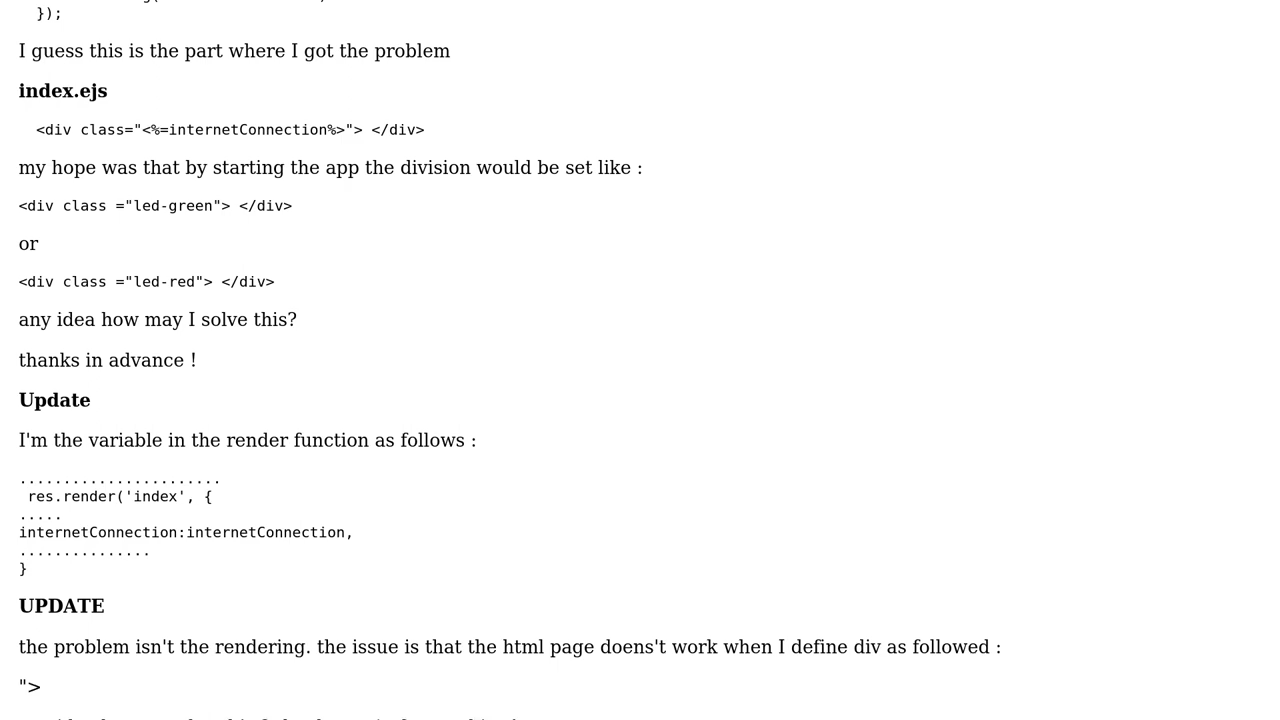 });
I guess this is the part where I got the problem
index.ejs
<div class="<%=internetConnection%>"> </div>
my hope was that by starting the app the division would be set like :
<div class ="led-green"> </div>
or
<div class ="led-red"> </div>
any idea how may I solve this?
thanks in advance !
Update
I'm the variable in the render function as follows :
.......................
res.render('index', {
.....
internetConnection:internetConnection,
...............
}
UPDATE
the problem isn't the rendering. the issue is that the html page doens't work when I define div as followed :
">